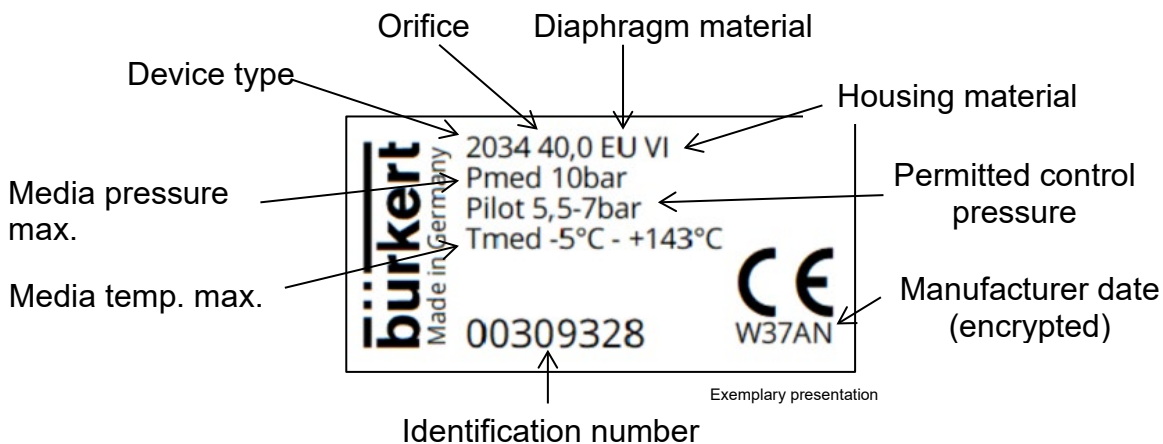 Orifice
Diaphragm material
Device type
Housing material
2034 40,0 EU VI
Media pressure
max.
Pmed 10bar
Permitted control
pressure
Pilot 5,5-7bar
Tmed -5°C - +143°C
Media temp. max.
bürkert
Made in Germany
CE
Manufacturer date
(encrypted)
00309328
W37AN
Exemplary presentation
Identification number